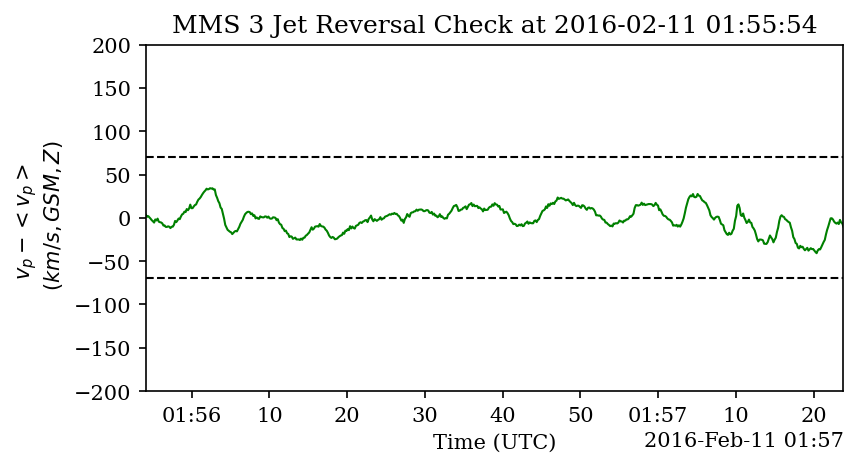 MMS 3 Jet Reversal Check at 2016-02-11 01:55:54
200
150
100
50
0
−50
−100
−150
−200
v_p − < v_p >
(km/s, GSM, Z)
01:56 10 20 30 40 50 01:57 10 20
Time (UTC)
2016-Feb-11 01:57